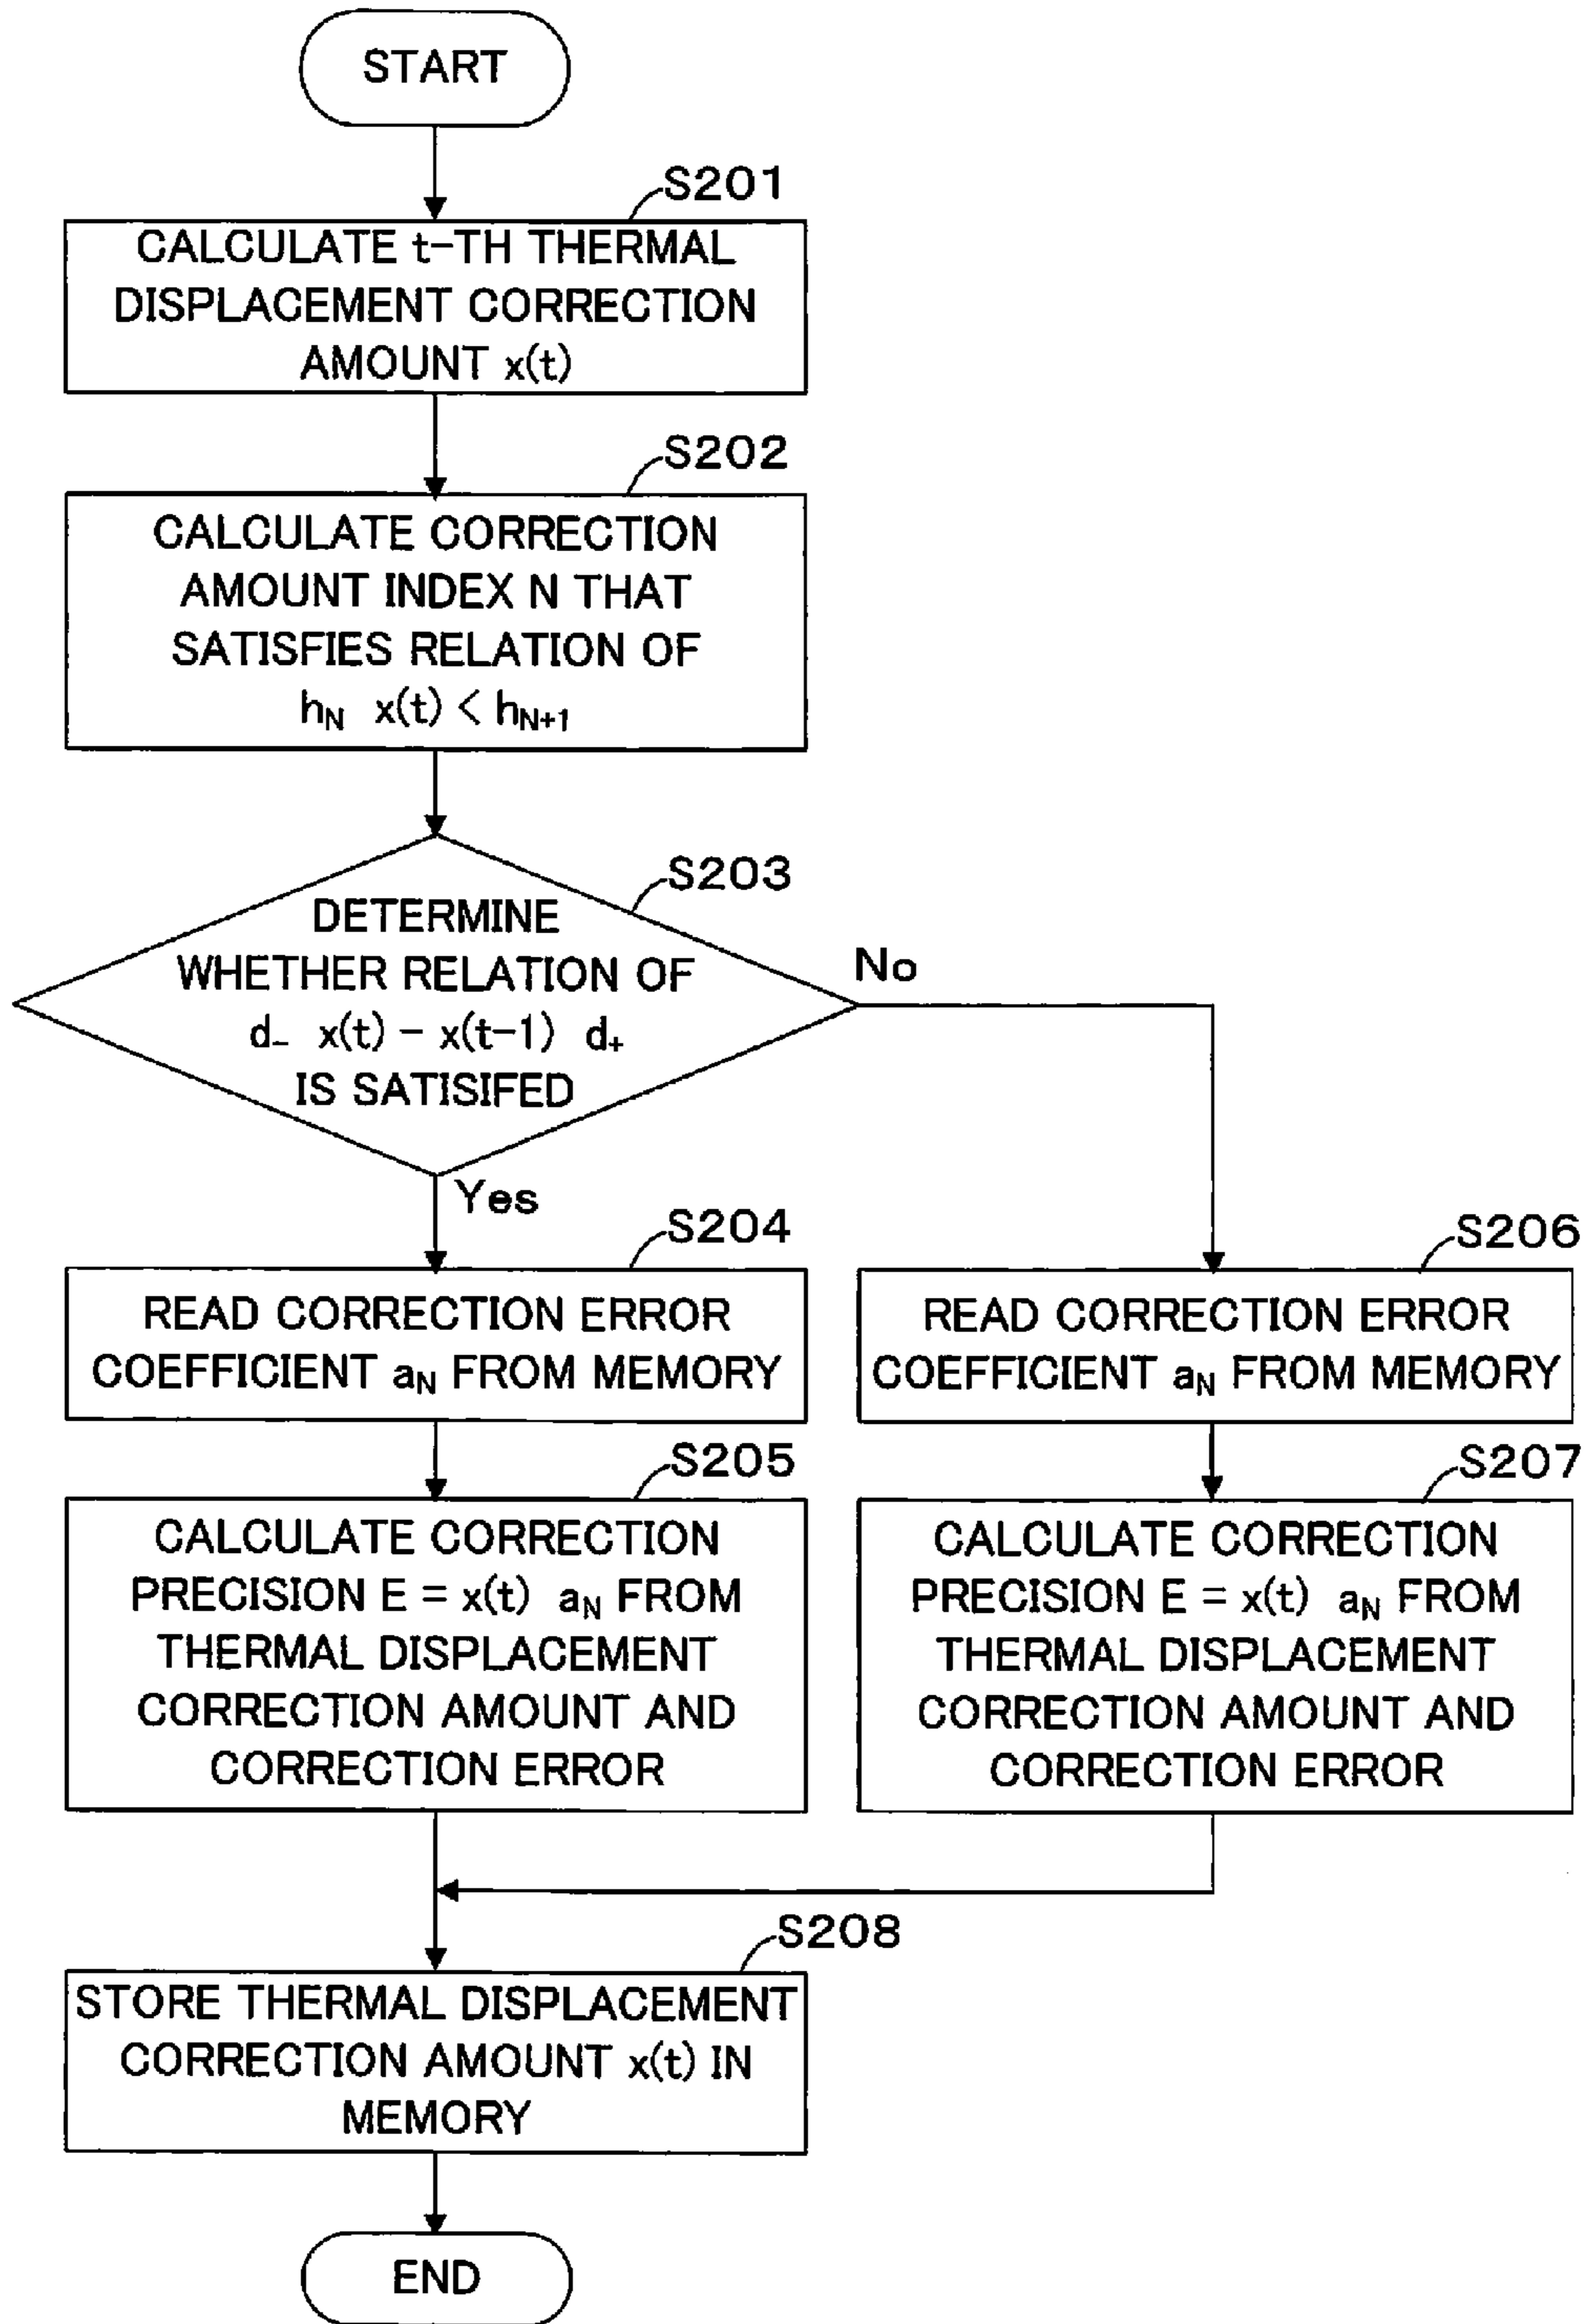 START
S201
CALCULATE t-TH THERMAL
DISPLACEMENT CORRECTION
AMOUNT x(t)
S202
CALCULATE CORRECTION
AMOUNT INDEX N THAT
SATISFIES RELATION OF
hN x(t) < hN+1
S203
DETERMINE
WHETHER RELATION OF
d- x(t) - x(t-1) d+
IS SATISIFED
No
Yes
S204
READ CORRECTION ERROR
COEFFICIENT aN FROM MEMORY
S205
CALCULATE CORRECTION
PRECISION E = x(t) aN FROM
THERMAL DISPLACEMENT
CORRECTION AMOUNT AND
CORRECTION ERROR
S206
READ CORRECTION ERROR
COEFFICIENT aN FROM MEMORY
S207
CALCULATE CORRECTION
PRECISION E = x(t) aN FROM
THERMAL DISPLACEMENT
CORRECTION AMOUNT AND
CORRECTION ERROR
S208
STORE THERMAL DISPLACEMENT
CORRECTION AMOUNT x(t) IN
MEMORY
END